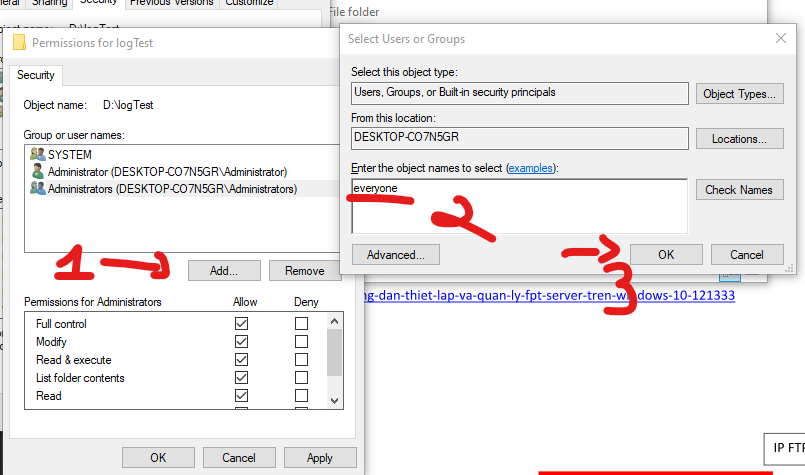 Sharing
Security
Previous Versions
Customize
File folder
Permissions for logTest
Security
Object name: D:\logTest
Group or user names:
SYSTEM
Administrator (DESKTOP-CO7N5GR\Administrator)
Administrators (DESKTOP-CO7N5GR\Administrators)
1
Add...
Remove
Permissions for Administrators Allow Deny
Full control
Modify
Read & execute
List folder contents
Read
OK
Cancel
Apply
Select Users or Groups
Select this object type:
Users, Groups, or Built-in security principals
Object Types...
From this location:
DESKTOP-CO7N5GR
Locations...
Enter the object names to select (examples):
everyone
Check Names
2
Advanced...
OK
Cancel
3
ng-dan-thiet-lap-va-quan-ly-fpt-server-tren-windows-10-121333
IP FTP